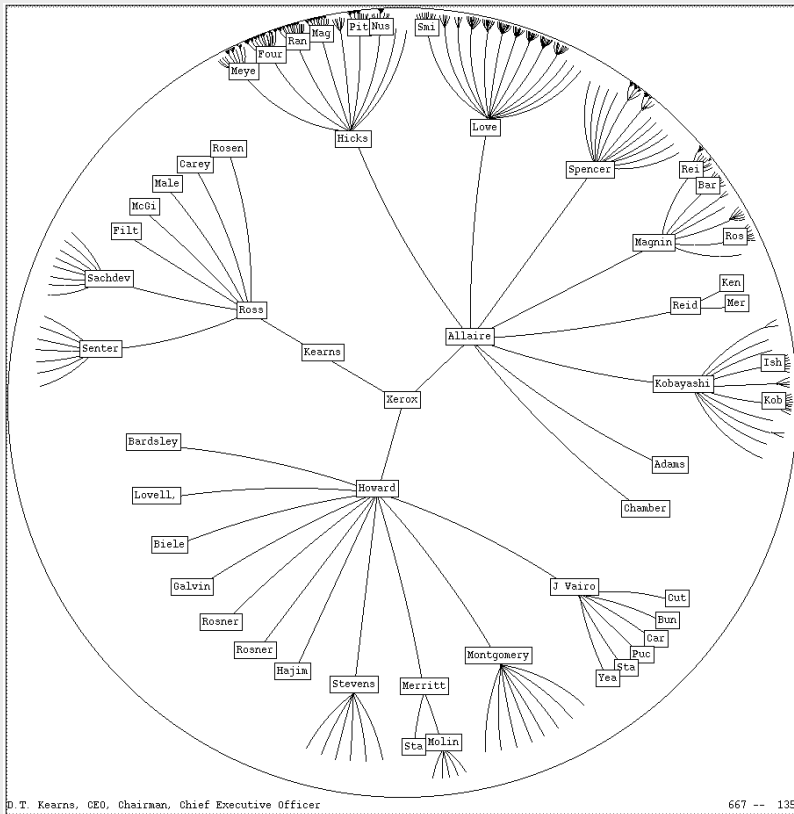 Smi
Pit
Nus
Mag
Ran
Four
Meye
Hicks
Lowe
Spencer
Rei
Bar
Ros
Magnin
Rosen
Carey
Male
McGi
Filt
Sachdev
Ross
Senter
Kearns
Allaire
Reid
Ken
Mer
Kobayashi
Ish
Kob
Xerox
Adams
Chamber
Bardsley
Howard
Lovell,
Biele
Galvin
Rosner
Rosner
Hajim
Stevens
Merritt
Sta
Molin
Montgomery
J Vairo
Cut
Bun
Car
Puc
Sta
Yea
D.T. Kearns, CEO, Chairman, Chief Executive Officer
667 -- 135